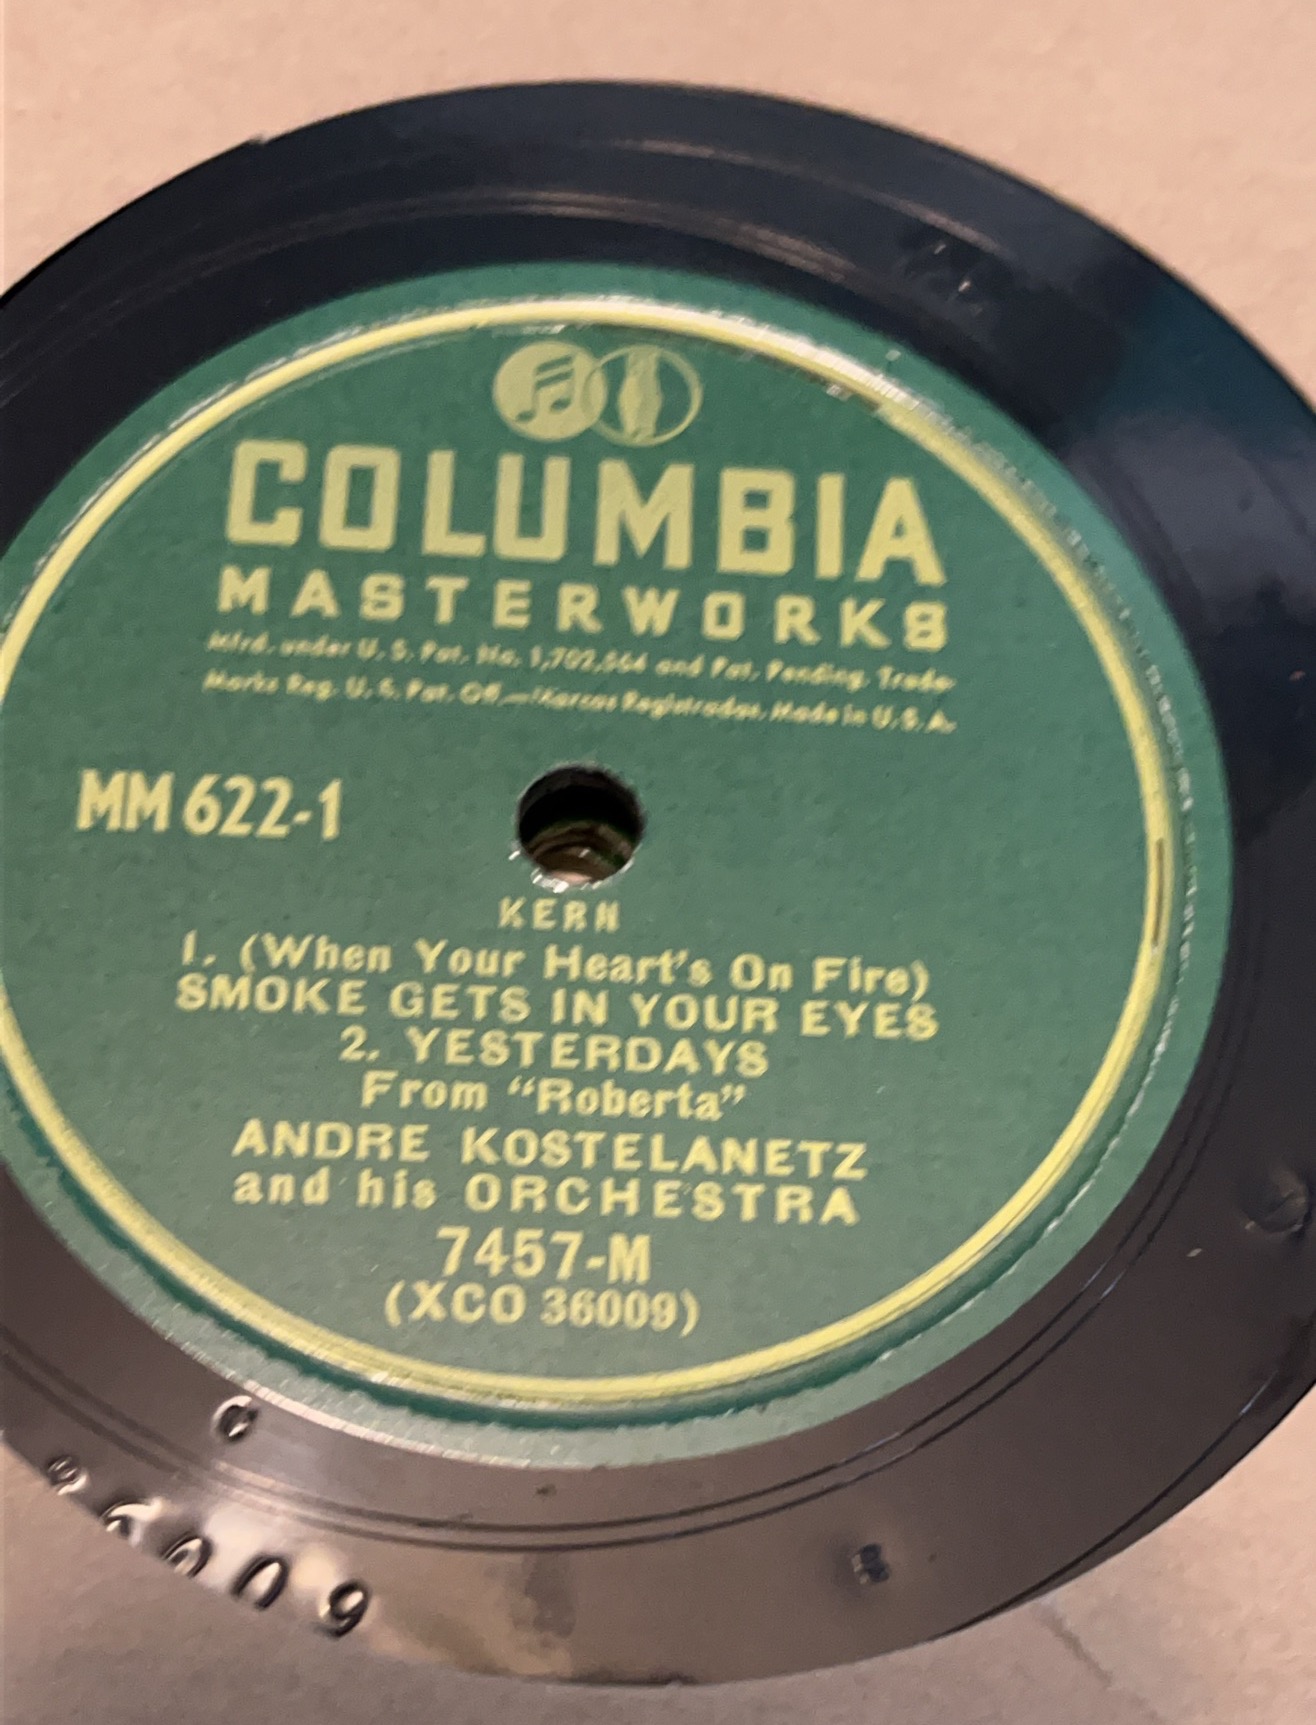 COLUMBIA
MASTERWORKS
Mfrd. under U. S. Pat. No. 1,702,564 and Pat. Pending. Trade
Marks Reg. U. S. Pat. Off.—Marcas Registradas. Made in U. S. A.
MM 622-1
KERN
1. (When Your Heart's On Fire)
SMOKE GETS IN YOUR EYES
2. YESTERDAYS
From "Roberta"
ANDRE KOSTELANETZ
and his ORCHESTRA
7457-M
(XCO 36009)
C
36009